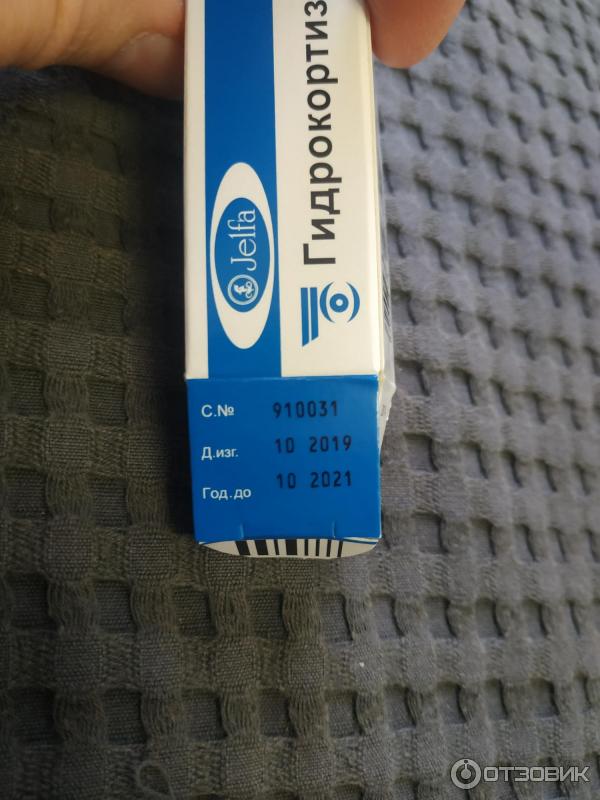 Jelfa
Гидрокортиз
С.№ 910031
Д.изг. 10 2019
Год.до 10 2021
ОТЗОВИК